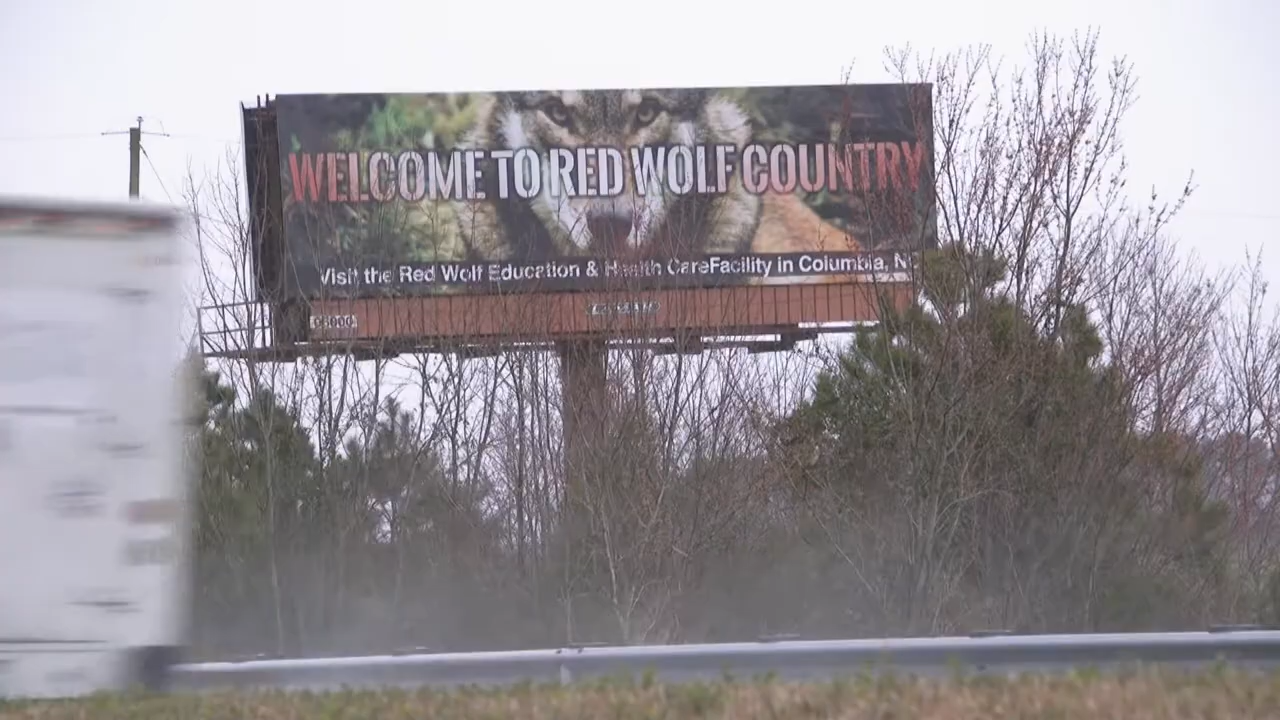 WELCOME TO RED WOLF COUNTRY
Visit the Red Wolf Education & Health CareFacility in Columbia, N